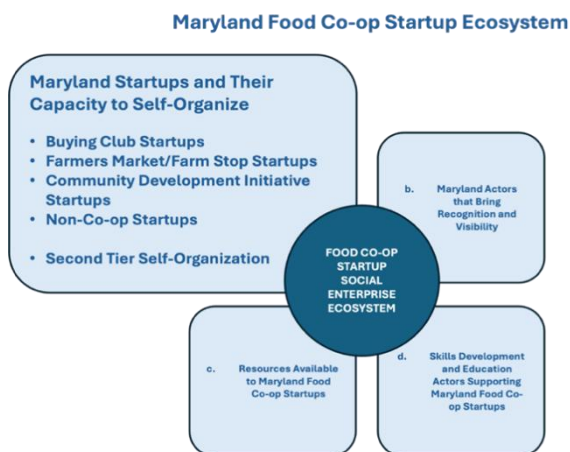 Maryland Food Co-op Startup Ecosystem
Maryland Startups and Their
Capacity to Self-Organize
• Buying Club Startups
• Farmers Market/Farm Stop Startups
• Community Development Initiative
Startups
• Non-Co-op Startups
• Second Tier Self-Organization
b. Maryland Actors
that Bring
Recognition and
Visibility
FOOD CO-OP
STARTUP
SOCIAL
ENTERPRISE
ECOSYSTEM
c. Resources Available
to Maryland Food
Co-op Startups
d. Skills Development
and Education
Actors Supporting
Maryland Food Co-
op Startups